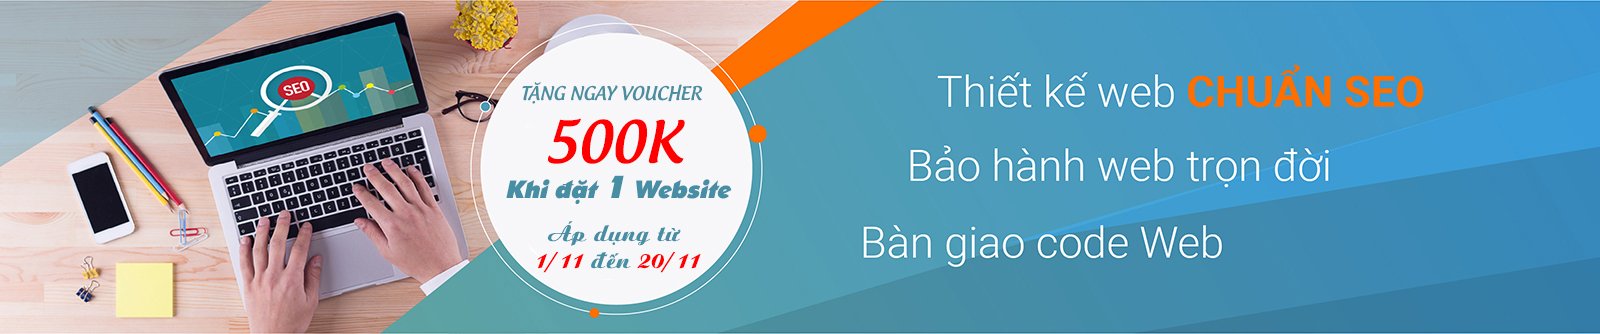 SEO
TẶNG NGAY VOUCHER
500K
Khi đặt 1 Website
Áp dụng từ
1/11 đến 20/11
Thiết kế web CHUẨN SEO
Bảo hành web trọn đời
Bàn giao code Web